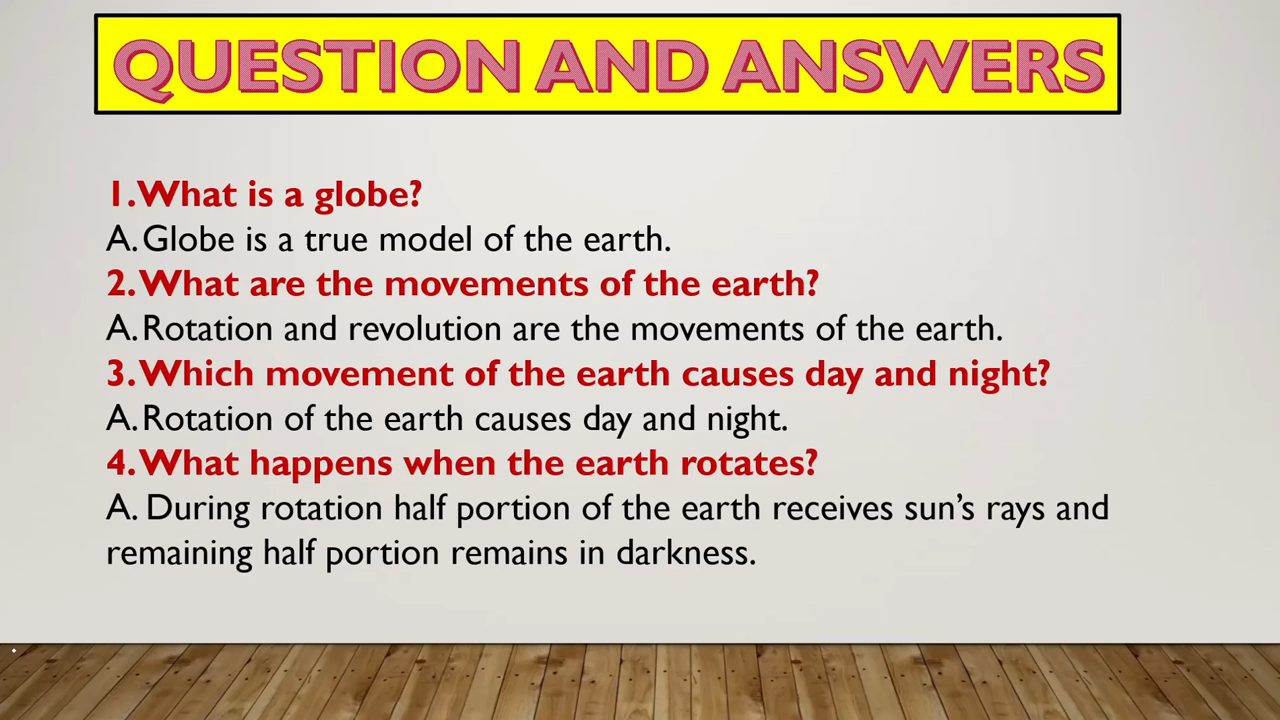 QUESTION AND ANSWERS
1. What is a globe?
A. Globe is a true model of the earth.
2. What are the movements of the earth?
A. Rotation and revolution are the movements of the earth.
3. Which movement of the earth causes day and night?
A. Rotation of the earth causes day and night.
4. What happens when the earth rotates?
A. During rotation half portion of the earth receives sun’s rays and
remaining half portion remains in darkness.